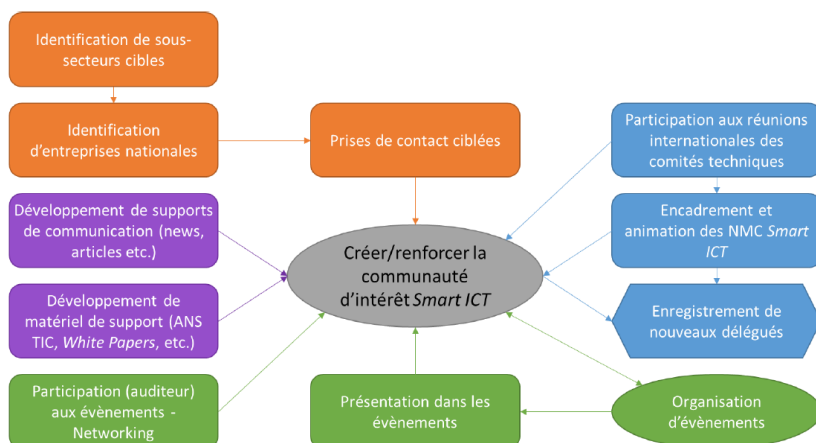 Identification de sous-
secteurs cibles
Identification
d'entreprises nationales
Prises de contact ciblées
Participation aux réunions
internationales des
comités techniques
Développement de supports
de communication (news,
articles etc.)
Créer/renforcer la
communauté
d'intérêt Smart ICT
Encadrement et
animation des NMC Smart
ICT
Développement de
matériel de support (ANS
TIC, White Papers, etc.)
Enregistrement de
nouveaux délégués
Participation (auditeur)
aux évènements -
Networking
Présentation dans les
évènements
Organisation
d'évènements